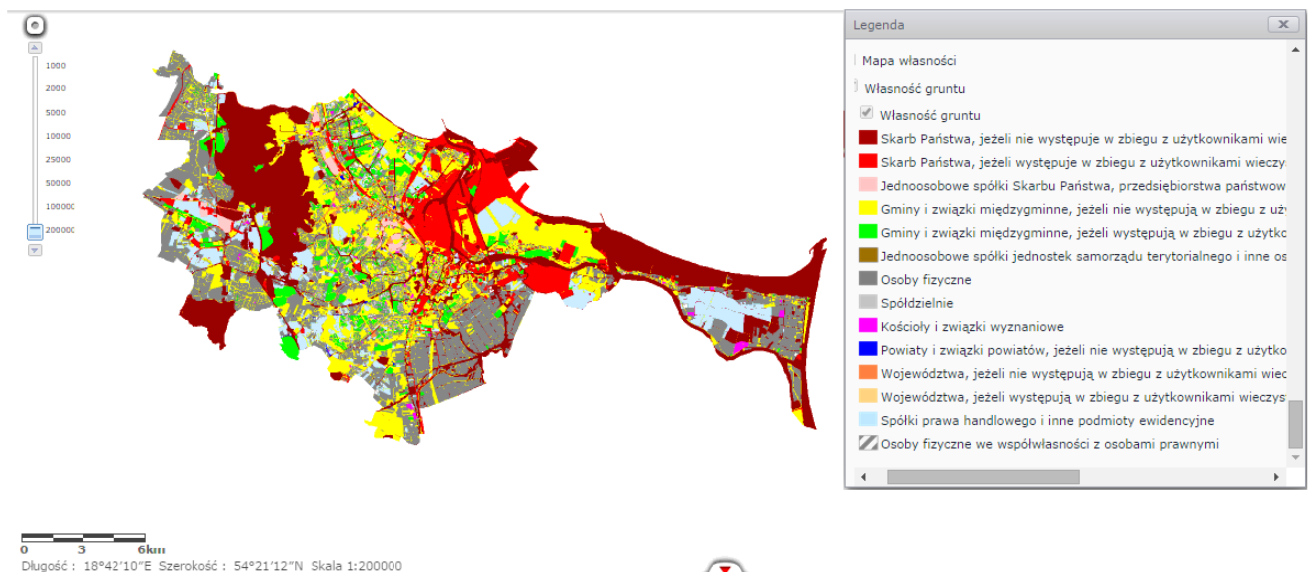 Legenda
x
1000
2000
5000
10000
25000
50000
100000
200000
Mapa własności
Własność gruntu
Własność gruntu
Skarb Państwa, jeżeli nie występuje w zbiegu z użytkownikami wie
Skarb Państwa, jeżeli występuje w zbiegu z użytkownikami wieczy
Jednoosobowe spółki Skarbu Państwa, przedsiębiorstwa państwow
Gminy i związki międzygminne, jeżeli nie występują w zbiegu z uż
Gminy i związki międzygminne, jeżeli występują w zbiegu z użytko
Jednoosobowe spółki jednostek samorządu terytorialnego i inne os
Osoby fizyczne
Spółdzielnie
Kościoły i związki wyznaniowe
Powiaty i związki powiatów, jeżeli nie występują w zbiegu z użytko
Województwa, jeżeli nie występują w zbiegu z użytkownikami wiec
Województwa, jeżeli występują w zbiegu z użytkownikami wieczys
Spółki prawa handlowego i inne podmioty ewidencyjne
Osoby fizyczne we współwłasności z osobami prawnymi
0 3 6km
Długość : 18°42'10"E Szerokość : 54°21'12"N Skala 1:200000